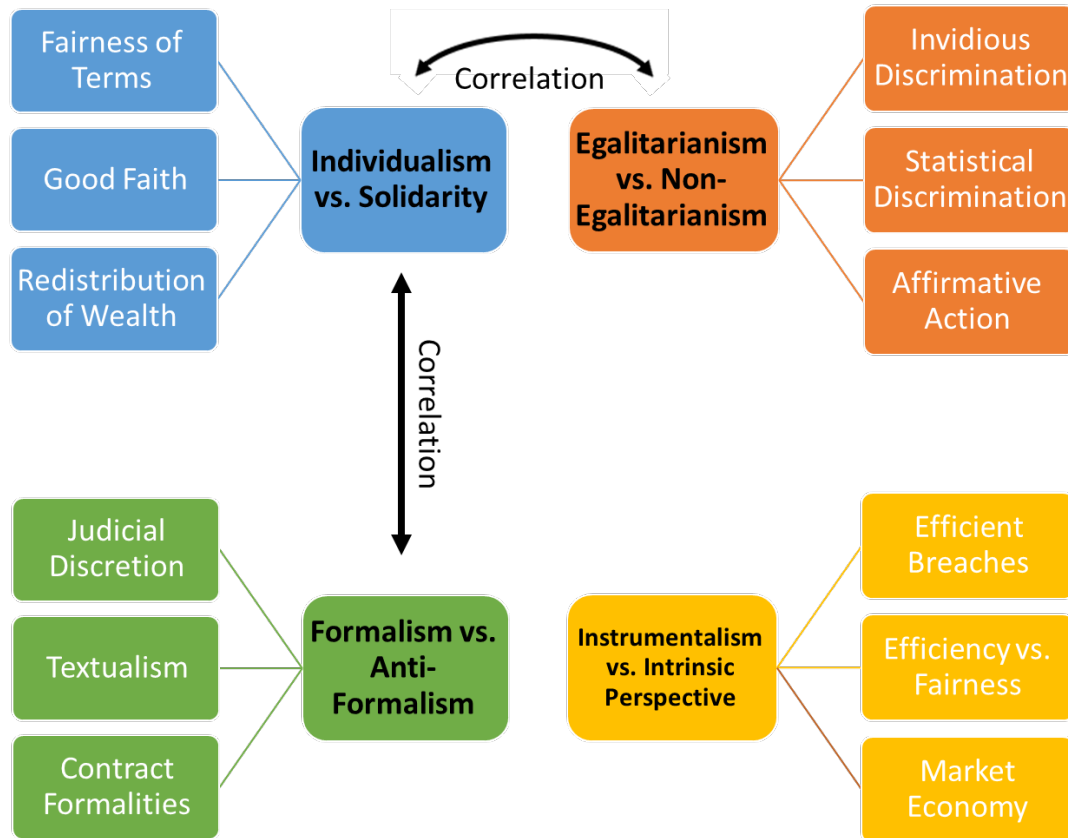 Fairness of
Terms
Good Faith
Redistribution
of Wealth
Individualism
vs. Solidarity
Correlation
Egalitarianism
vs. Non-
Egalitarianism
Invidious
Discrimination
Statistical
Discrimination
Affirmative
Action
Correlation
Judicial
Discretion
Textualism
Contract
Formalities
Formalism vs.
Anti-
Formalism
Instrumentalism
vs. Intrinsic
Perspective
Efficient
Breaches
Efficiency vs.
Fairness
Market
Economy